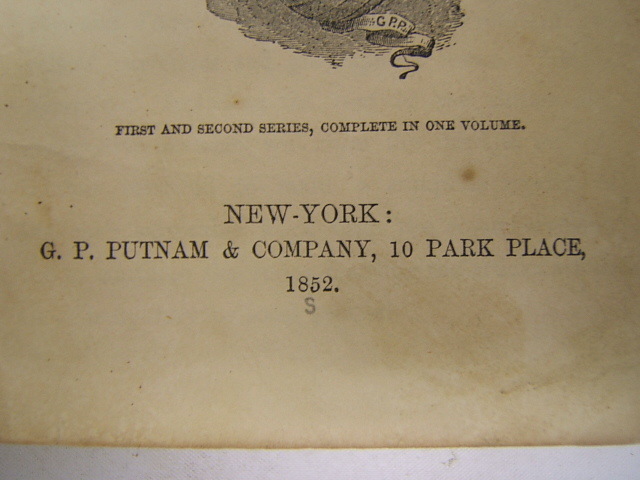 G.P.P.
FIRST AND SECOND SERIES, COMPLETE IN ONE VOLUME.
NEW-YORK:
G. P. PUTNAM & COMPANY, 10 PARK PLACE,
1852.
S